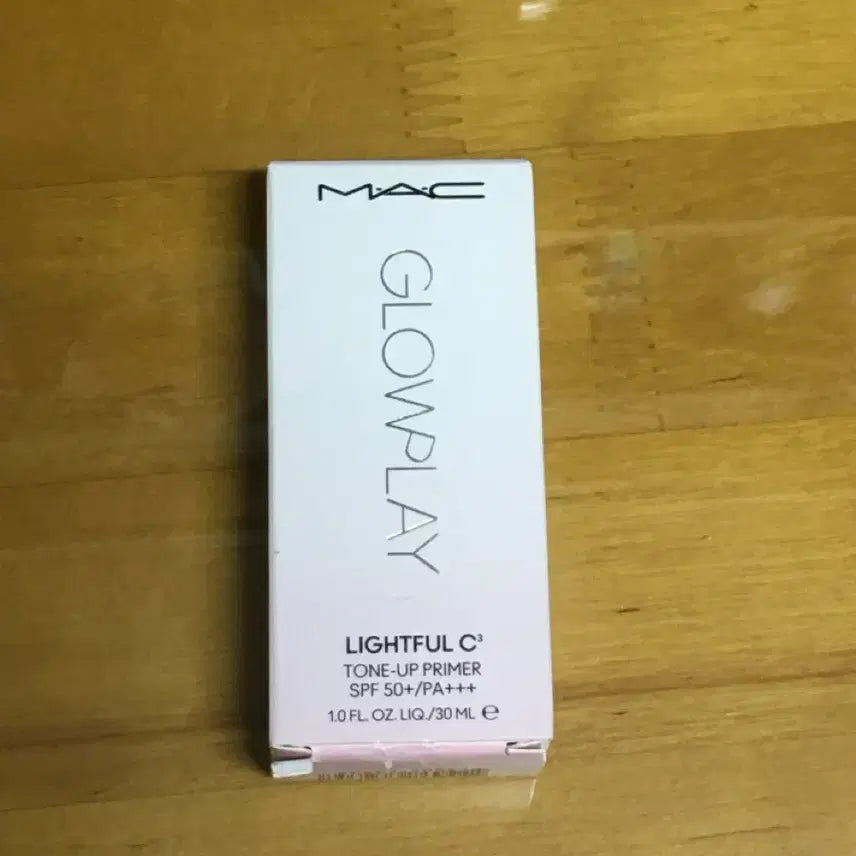 M·A·C
GLOWPLAY
LIGHTFUL C³
TONE-UP PRIMER
SPF 50+/PA+++
1.0 FL. OZ. LIQ./30 ML ℮